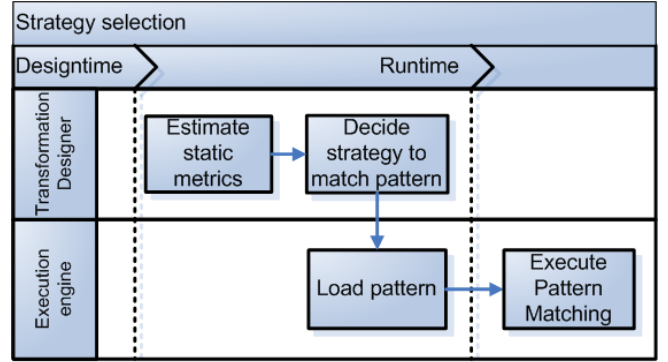 Strategy selection
Designtime
Runtime
Transformation
Designer
Estimate
static
metrics
Decide
strategy to
match pattern
Execution
engine
Load pattern
Execute
Pattern
Matching